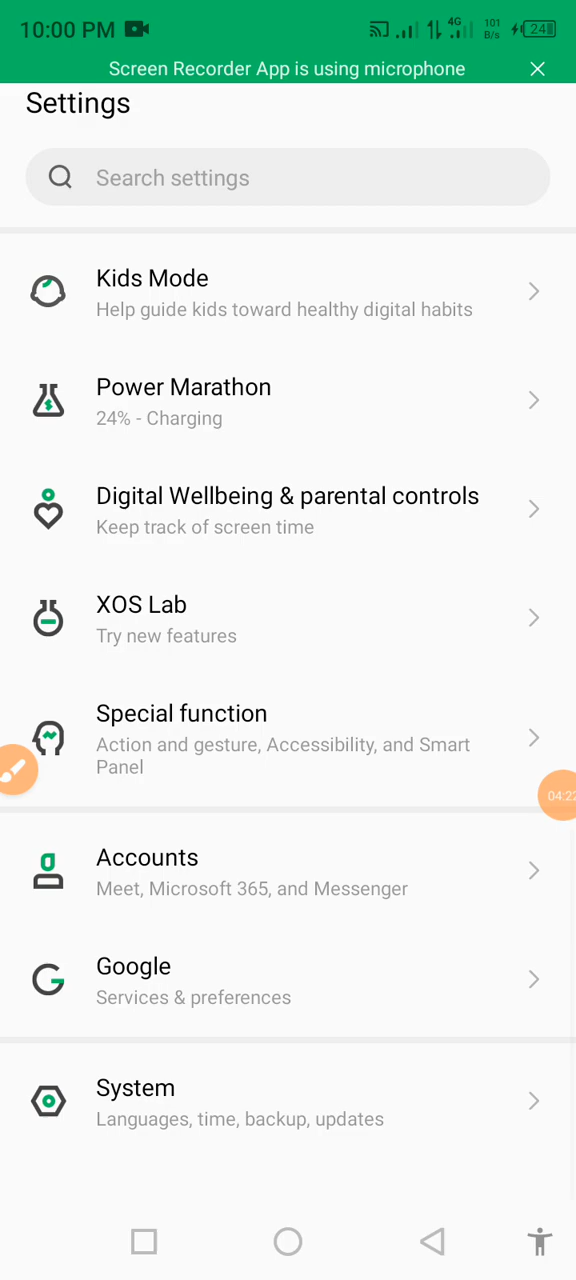 10:00 PM 4G 101 B/s 24
Screen Recorder App is using microphone
Settings
Search settings
Kids Mode
Help guide kids toward healthy digital habits
Power Marathon
24% - Charging
Digital Wellbeing & parental controls
Keep track of screen time
XOS Lab
Try new features
Special function
Action and gesture, Accessibility, and Smart
Panel
04:22
Accounts
Meet, Microsoft 365, and Messenger
Google
Services & preferences
System
Languages, time, backup, updates